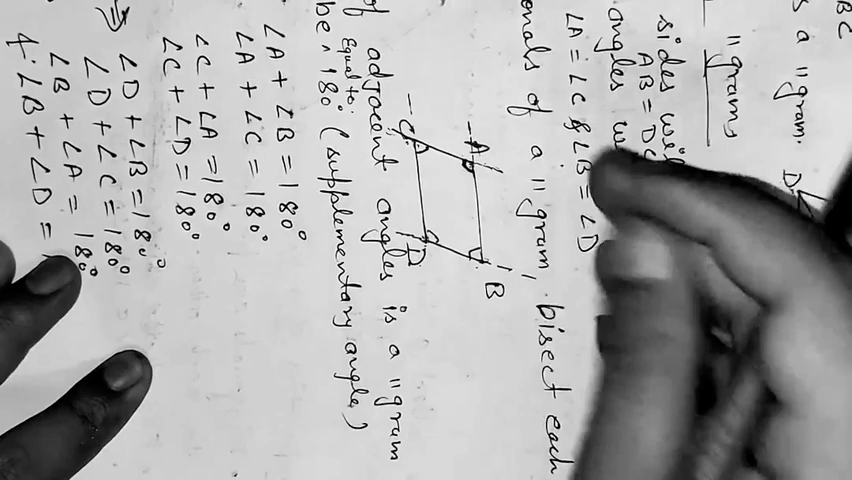 BC
s a ||gram. D
||grams
sides wil
AB = DC
angles w
∠A = ∠C & ∠B = ∠D
onals of a ||gram, bisect each
A
B
C
D
of adjacent angles is a ||gram
Equal to
be ^ 180° (supplementary angle)
∠A + ∠B = 180°
∠A + ∠C = 180°
∠C + ∠A = 180°
∠C + ∠D = 180°
⇒ ∠D + ∠B = 180°
∠D + ∠C = 180°
∠B + ∠A = 180°
4. ∠B + ∠D =